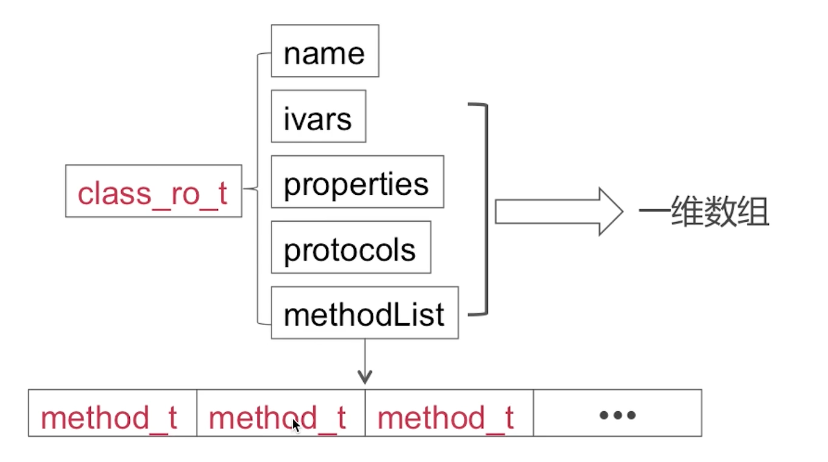 name
ivars
class_ro_t
properties
一维数组
protocols
methodList
method_t method_t method_t •••